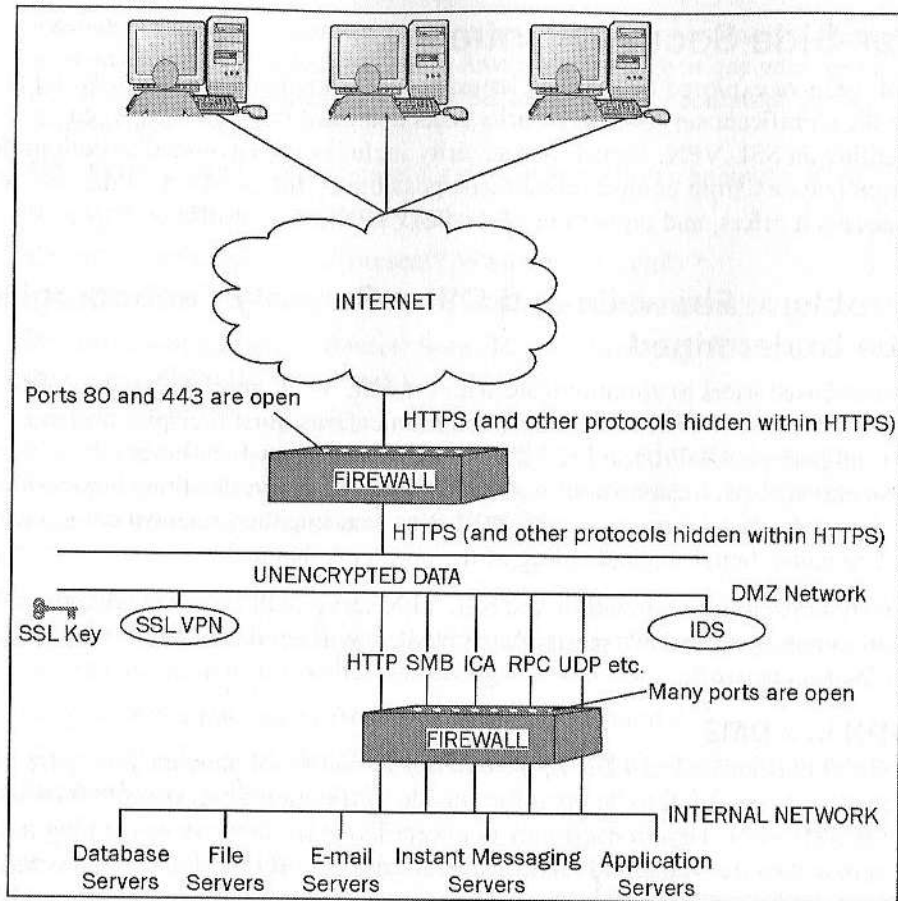 INTERNET
Ports 80 and 443 are open
HTTPS (and other protocols hidden within HTTPS)
FIREWALL
HTTPS (and other protocols hidden within HTTPS)
UNENCRYPTED DATA
DMZ Network
SSL Key
SSL VPN
IDS
HTTP SMB ICA RPC UDP etc.
Many ports are open
FIREWALL
INTERNAL NETWORK
Database
Servers
File
Servers
E-mail
Servers
Instant Messaging
Servers
Application
Servers